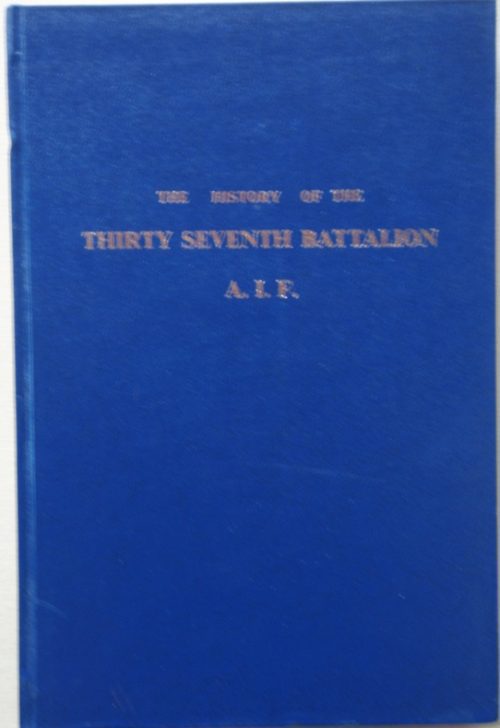 THE HISTORY OF THE
THIRTY SEVENTH BATTALION
A. I. F.